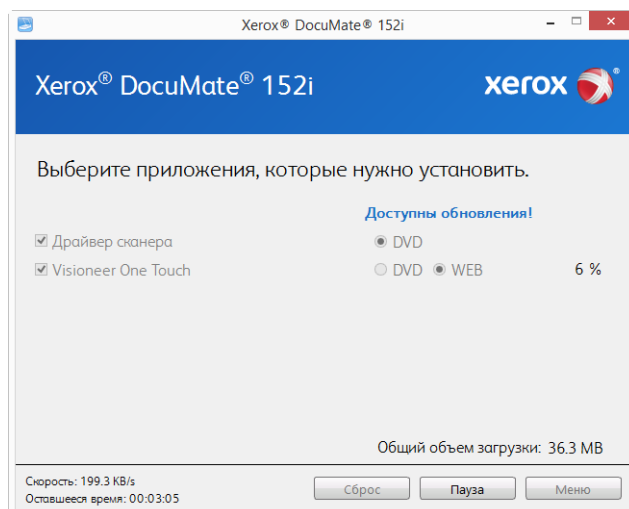 Xerox® DocuMate® 152i
Xerox® DocuMate® 152i
xerox®
Выберите приложения, которые нужно установить.
Доступны обновления!
Драйвер сканера DVD
Visioneer One Touch DVD WEB 6 %
Общий объем загрузки: 36.3 MB
Скорость: 199.3 KB/s
Оставшееся время: 00:03:05
Сброс Пауза Меню